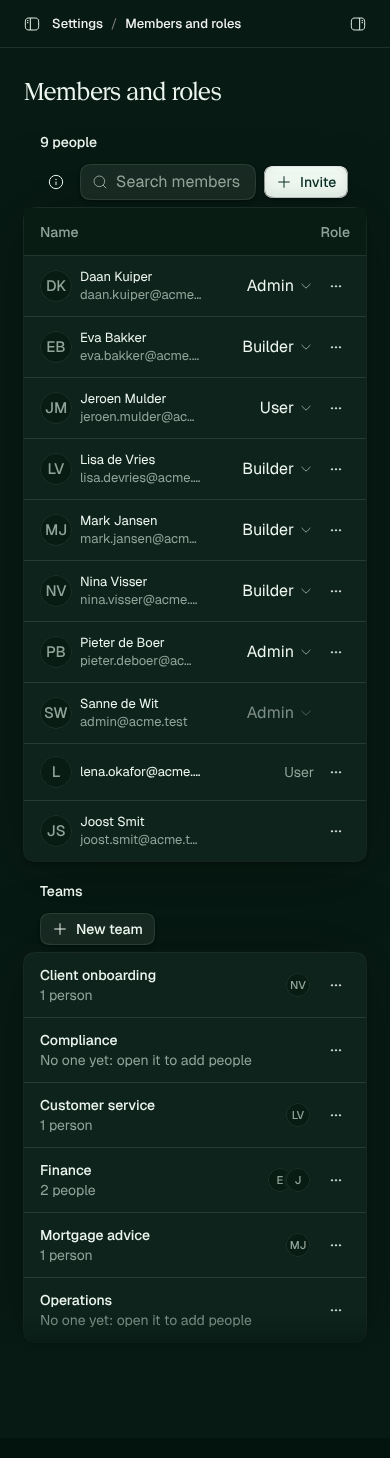 Settings / Members and roles
Members and roles
9 people
Search members
Invite
Name Role
DK Daan Kuiper Admin
daan.kuiper@acme...
EB Eva Bakker Builder
eva.bakker@acme....
JM Jeroen Mulder User
jeroen.mulder@ac...
LV Lisa de Vries Builder
lisa.devries@acme....
MJ Mark Jansen Builder
mark.jansen@acm...
NV Nina Visser Builder
nina.visser@acme....
PB Pieter de Boer Admin
pieter.deboer@ac...
SW Sanne de Wit Admin
admin@acme.test
L lena.okafor@acme.... User
JS Joost Smit
joost.smit@acme.t...
Teams
New team
Client onboarding NV
1 person
Compliance
No one yet: open it to add people
Customer service LV
1 person
Finance E J
2 people
Mortgage advice MJ
1 person
Operations
No one yet: open it to add people